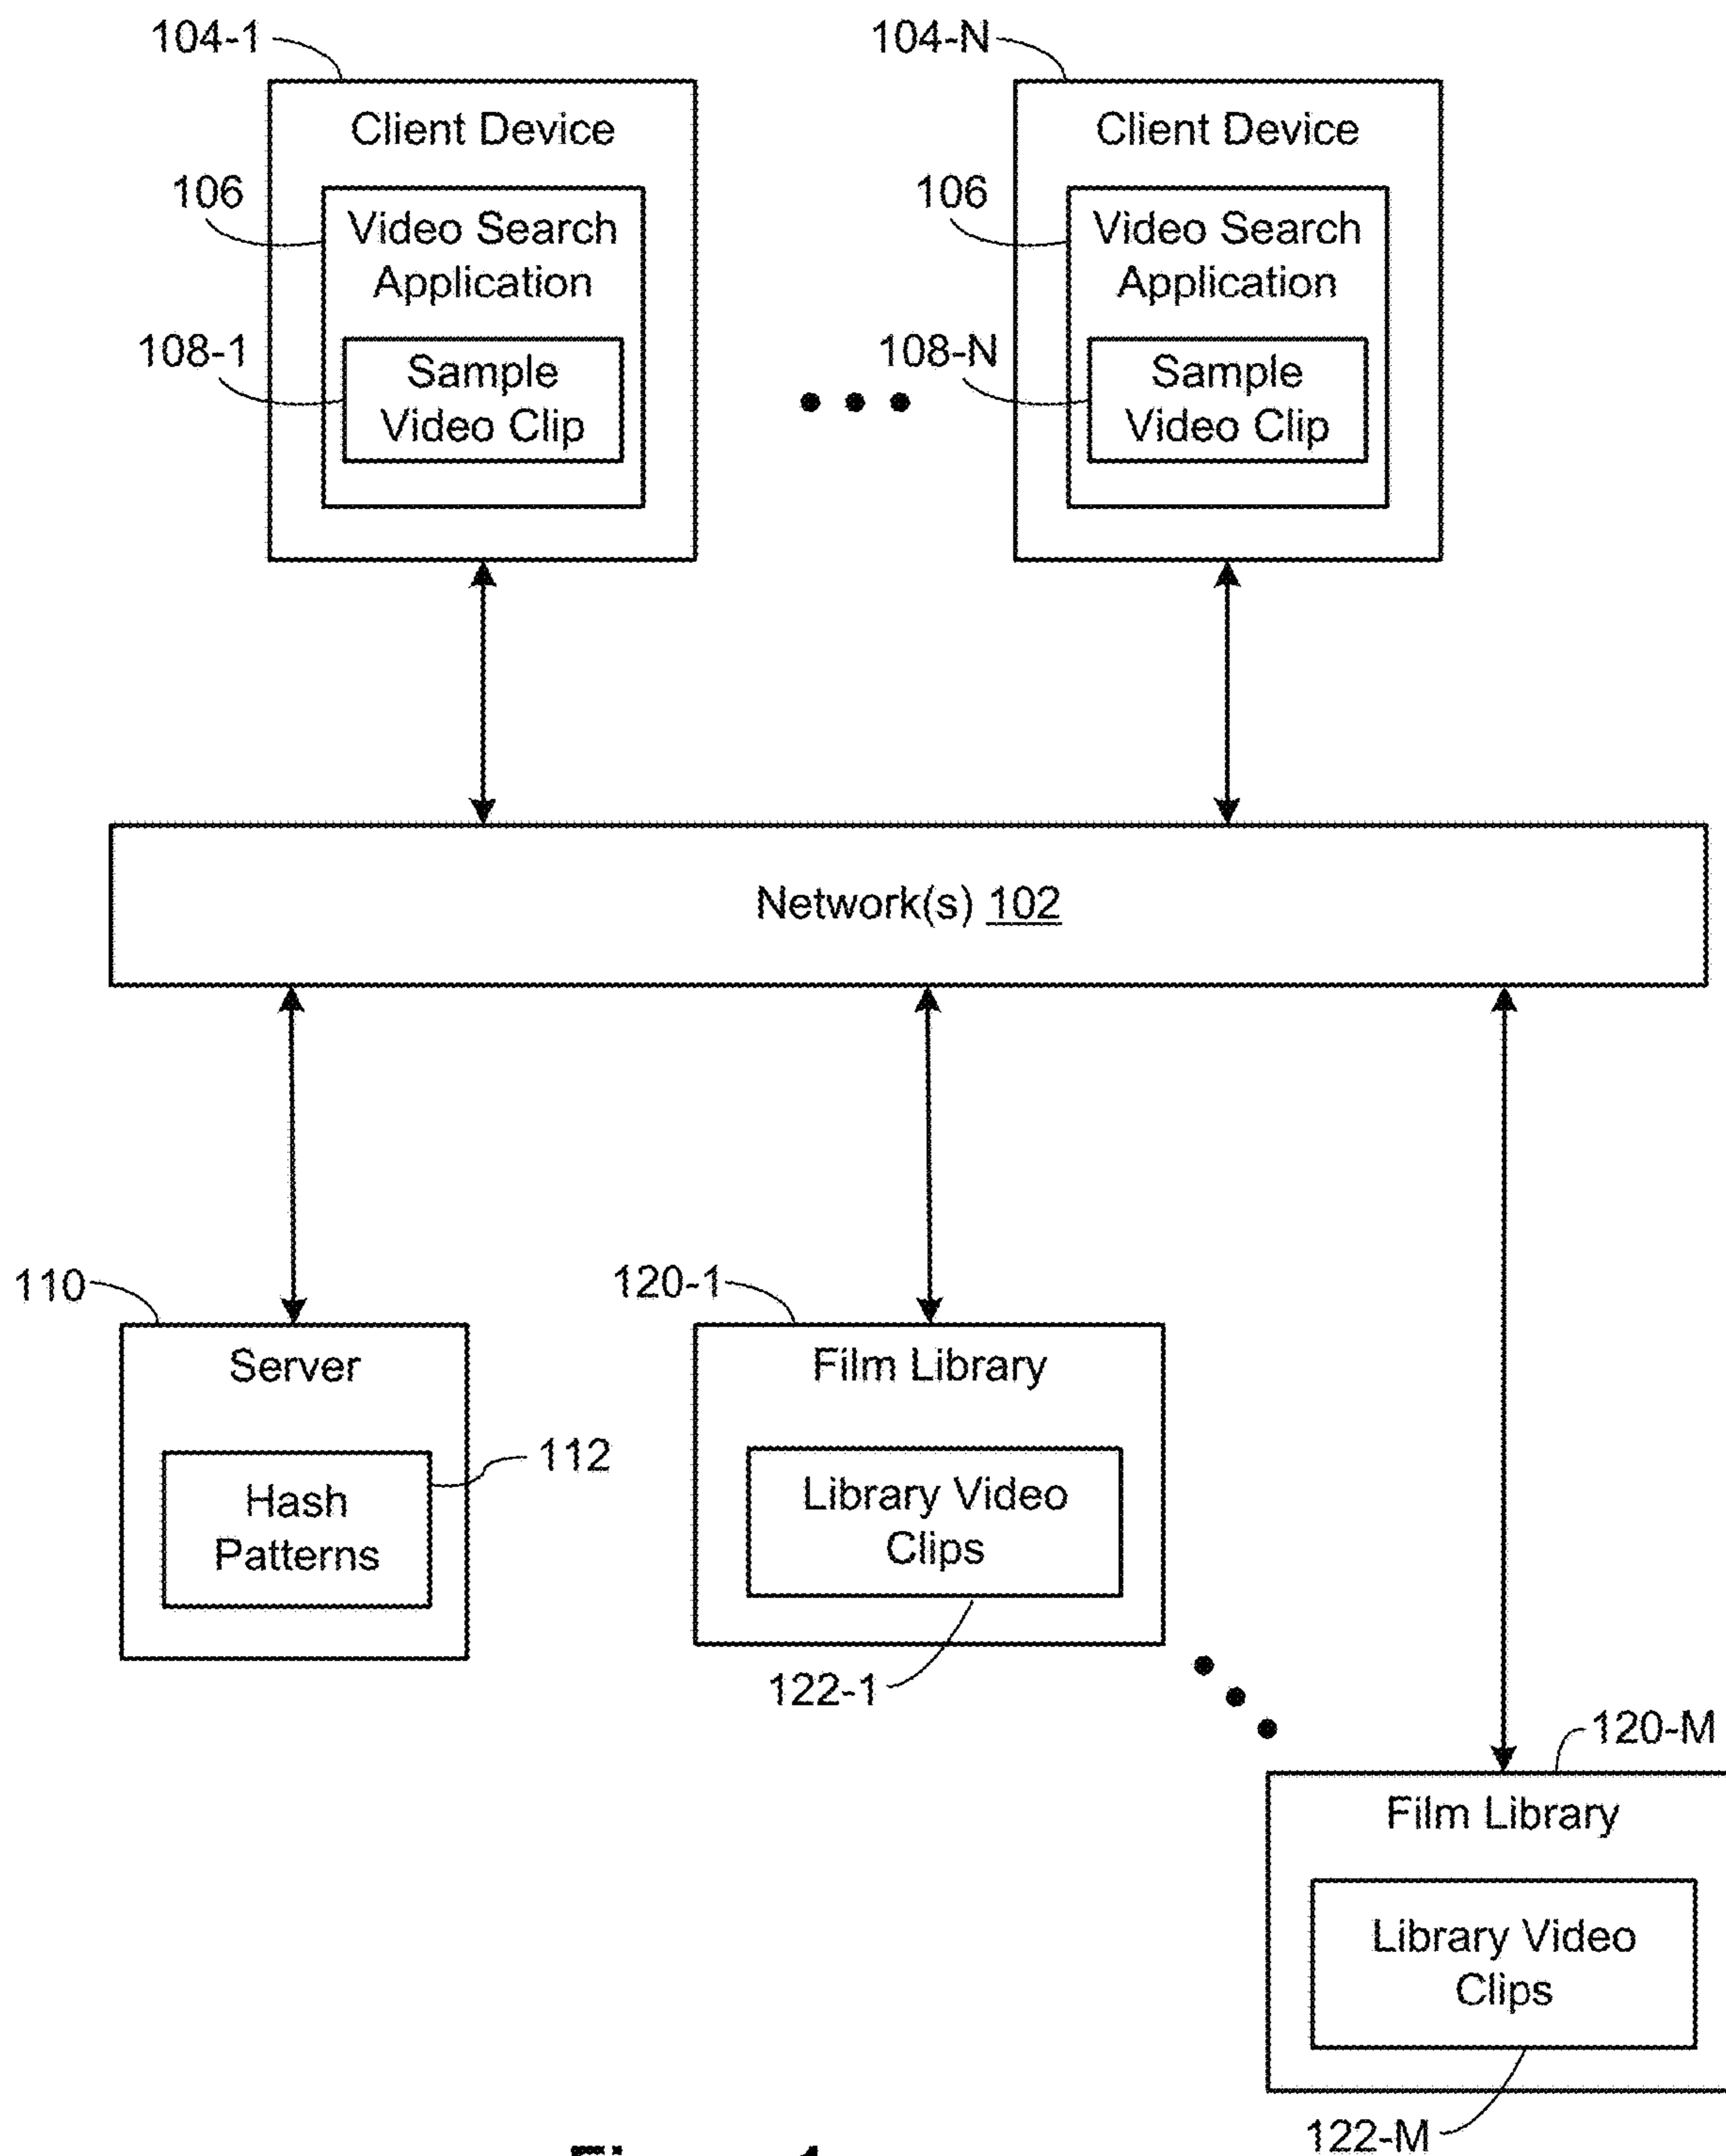 104-1
104-N
Client Device
Client Device
106
106
Video Search
Application
Video Search
Application
108-1
108-N
Sample
Video Clip
Sample
Video Clip
Network(s) 102
110
120-1
Server
Film Library
112
Hash
Patterns
Library Video
Clips
122-1
120-M
Film Library
Library Video
Clips
122-M